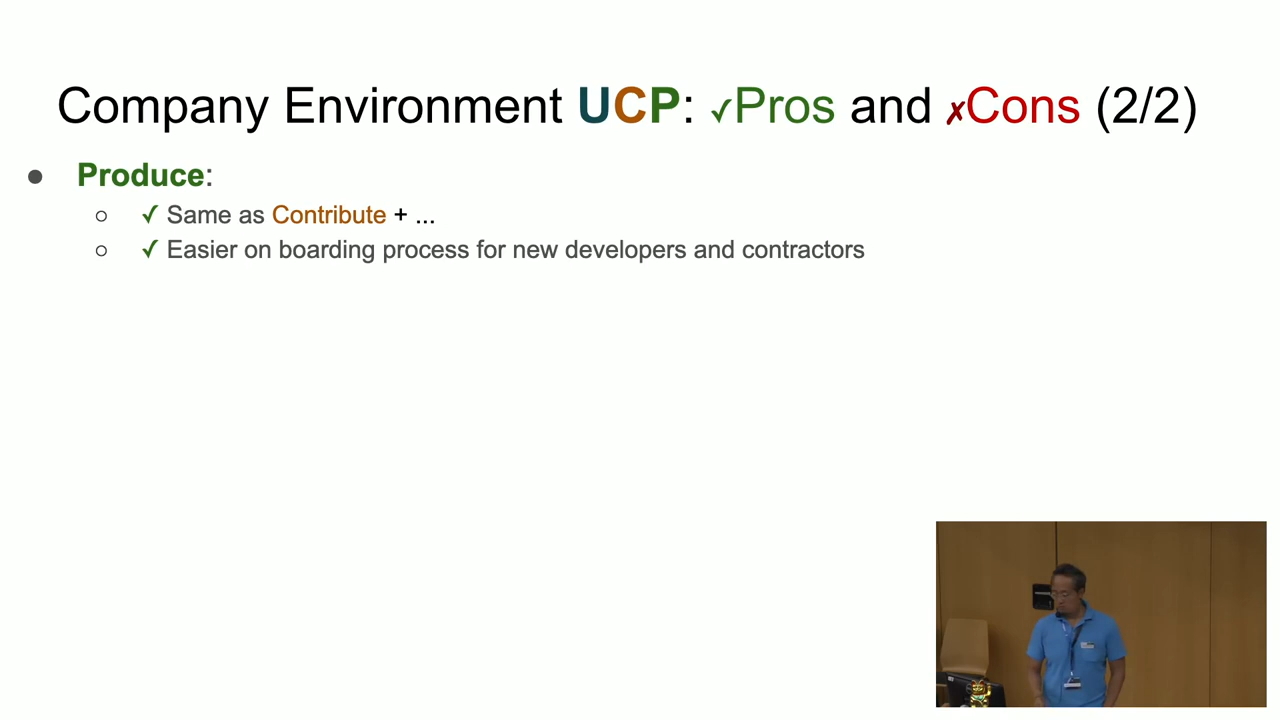 Company Environment UCP: ✓Pros and ✗Cons (2/2)
● Produce:
○ ✓ Same as Contribute + ...
○ ✓ Easier on boarding process for new developers and contractors